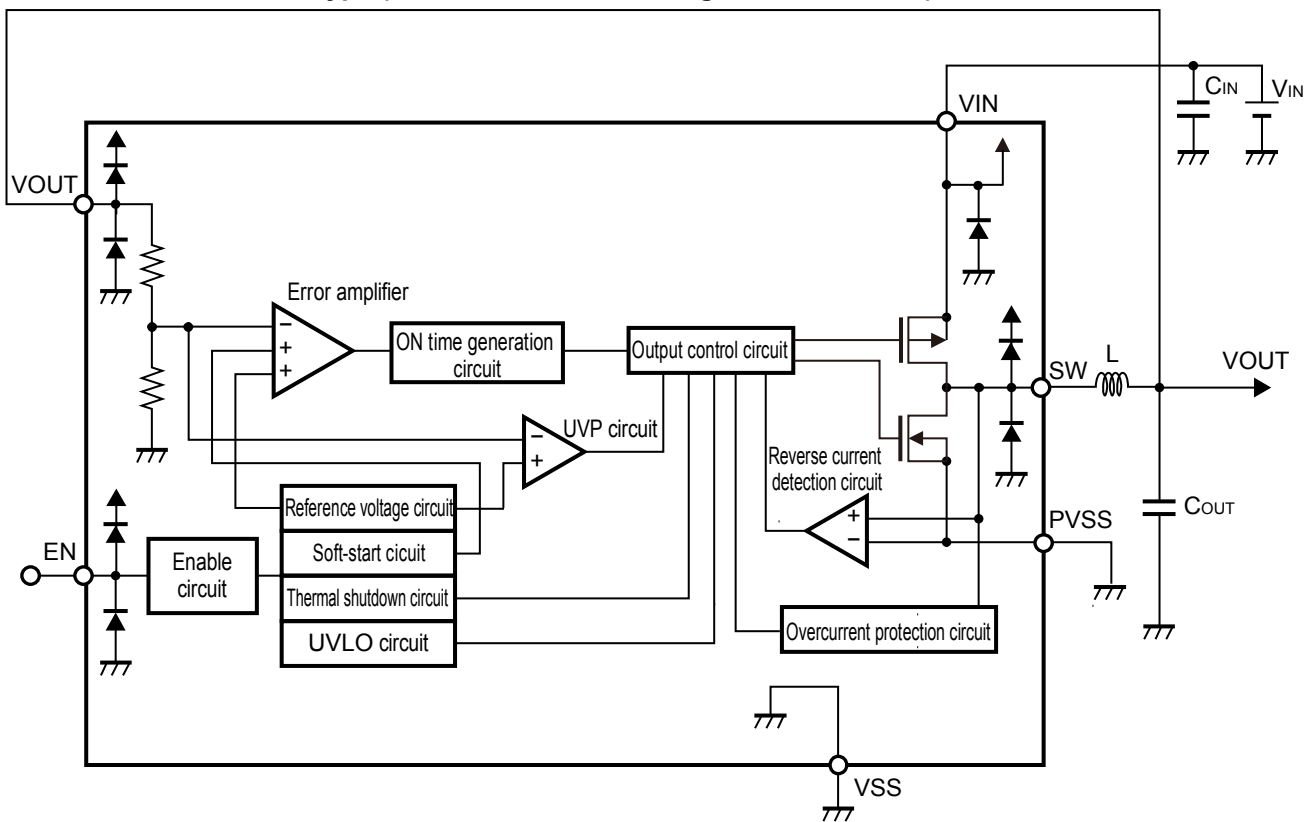 CIN
VIN
VIN
VOUT
Error amplifier
−
+
+
ON time generation
circuit
Output control circuit
SW
L
VOUT
UVP circuit
−
+
Reverse current
detection circuit
+
−
COUT
PVSS
Reference voltage circuit
Soft-start cicuit
Thermal shutdown circuit
UVLO circuit
EN
Enable
circuit
Overcurrent protection circuit
VSS